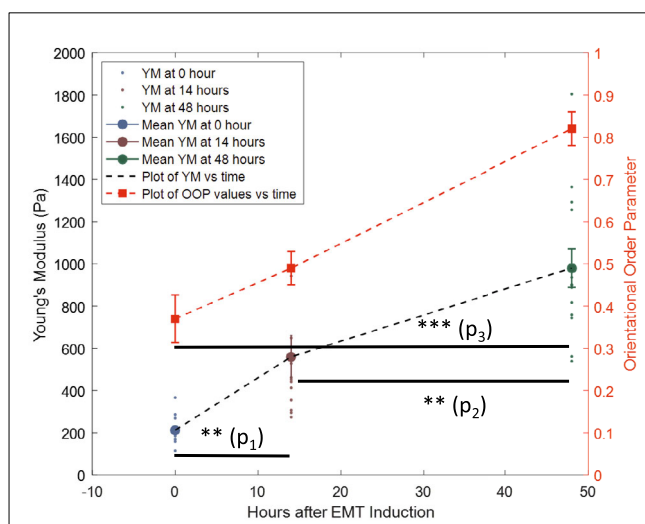 2000
1800
1600
1400
1200
1000
800
600
400
200
0
Young's Modulus (Pa)
YM at 0 hour
YM at 14 hours
YM at 48 hours
Mean YM at 0 hour
Mean YM at 14 hours
Mean YM at 48 hours
Plot of YM vs time
Plot of OOP values vs time
*** (p3)
** (p2)
** (p1)
1
0.9
0.8
0.7
0.6
0.5
0.4
0.3
0.2
0.1
0
Orientational Order Parameter
-10 0 10 20 30 40 50
Hours after EMT Induction